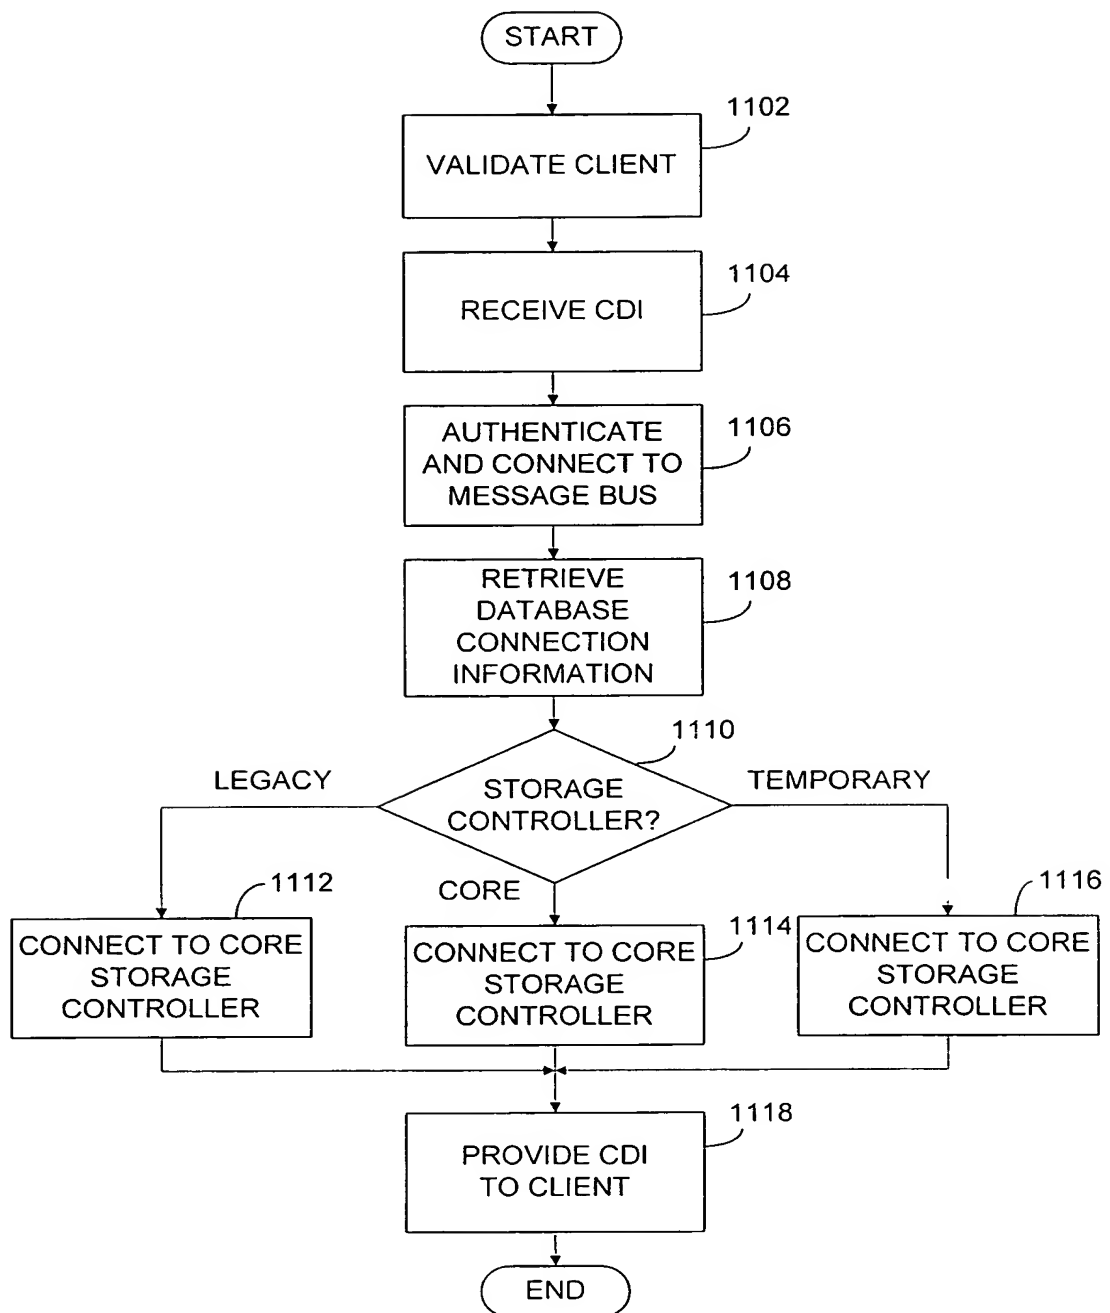 START
1102
VALIDATE CLIENT
1104
RECEIVE CDI
1106
AUTHENTICATE
AND CONNECT TO
MESSAGE BUS
1108
RETRIEVE
DATABASE
CONNECTION
INFORMATION
1110
LEGACY
TEMPORARY
STORAGE
CONTROLLER?
CORE
1112
CONNECT TO CORE
STORAGE
CONTROLLER
1114
CONNECT TO CORE
STORAGE
CONTROLLER
1116
CONNECT TO CORE
STORAGE
CONTROLLER
1118
PROVIDE CDI
TO CLIENT
END